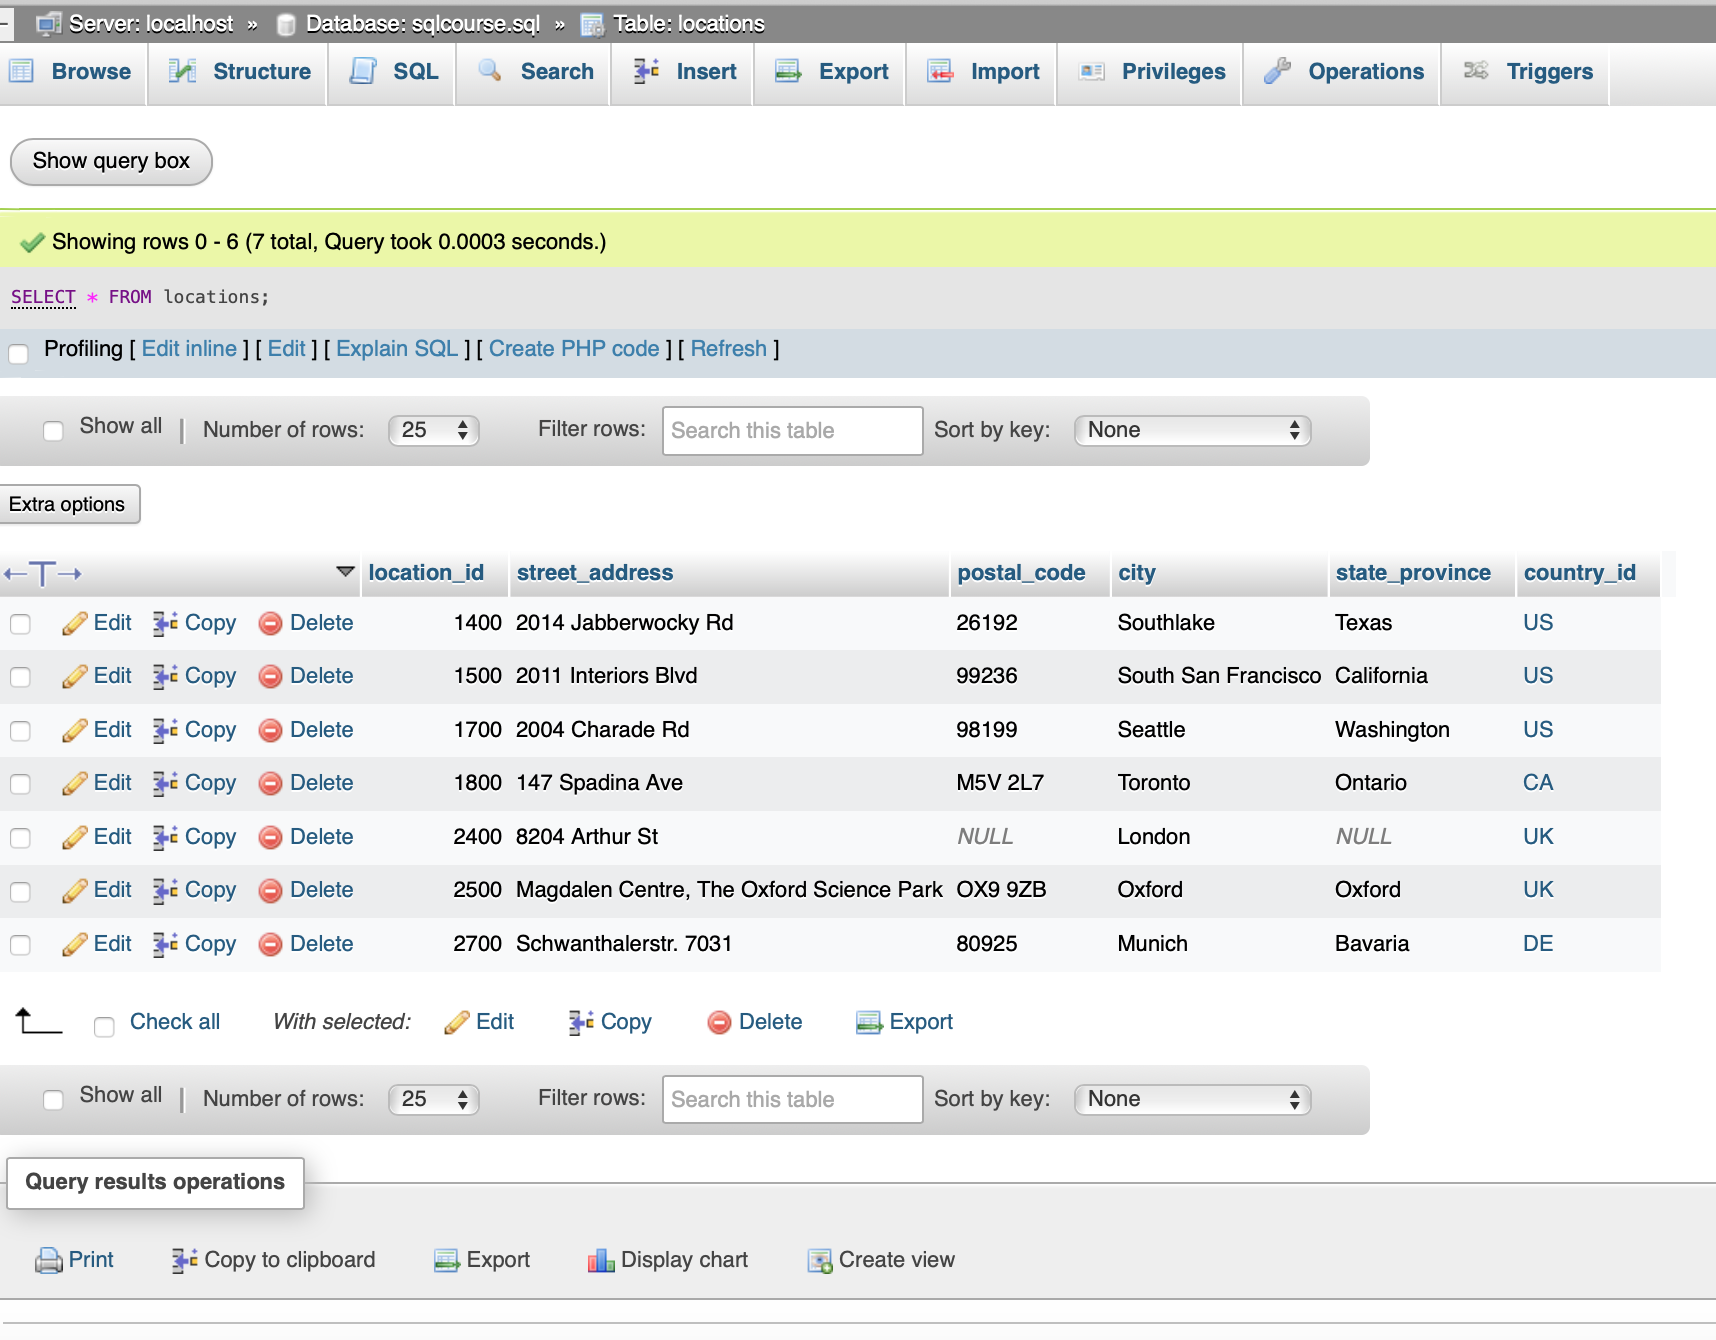 Server: localhost » Database: sqlcourse.sql » Table: locations
Browse Structure SQL Search Insert Export Import Privileges Operations Triggers
Show query box
Showing rows 0 - 6 (7 total, Query took 0.0003 seconds.)
SELECT * FROM locations;
Profiling [ Edit inline ] [ Edit ] [ Explain SQL ] [ Create PHP code ] [ Refresh ]
Show all | Number of rows: 25 Filter rows: Search this table Sort by key: None
Extra options
location_id street_address postal_code city state_province country_id
Edit Copy Delete 1400 2014 Jabberwocky Rd 26192 Southlake Texas US
Edit Copy Delete 1500 2011 Interiors Blvd 99236 South San Francisco California US
Edit Copy Delete 1700 2004 Charade Rd 98199 Seattle Washington US
Edit Copy Delete 1800 147 Spadina Ave M5V 2L7 Toronto Ontario CA
Edit Copy Delete 2400 8204 Arthur St NULL London NULL UK
Edit Copy Delete 2500 Magdalen Centre, The Oxford Science Park OX9 9ZB Oxford Oxford UK
Edit Copy Delete 2700 Schwanthalerstr. 7031 80925 Munich Bavaria DE
Check all With selected: Edit Copy Delete Export
Show all | Number of rows: 25 Filter rows: Search this table Sort by key: None
Query results operations
Print Copy to clipboard Export Display chart Create view